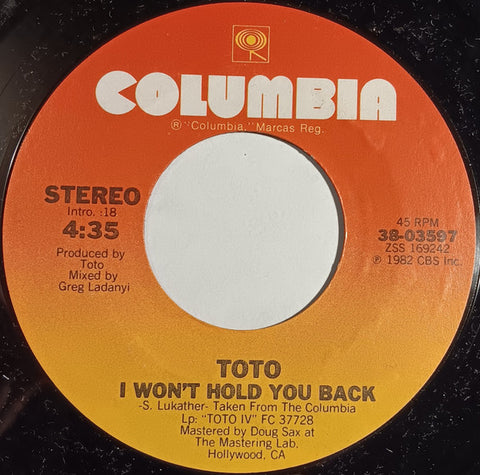 COLUMBIA
® "Columbia," Marcas Reg.
STEREO
Intro. :18
4:35
Produced by
Toto
Mixed by
Greg Ladanyi
45 RPM
38-03597
ZSS 169242
℗ 1982 CBS Inc.
TOTO
I WON'T HOLD YOU BACK
-S. Lukather- Taken From The Columbia
Lp: "TOTO IV" FC 37728
Mastered by Doug Sax at
The Mastering Lab.
Hollywood, CA